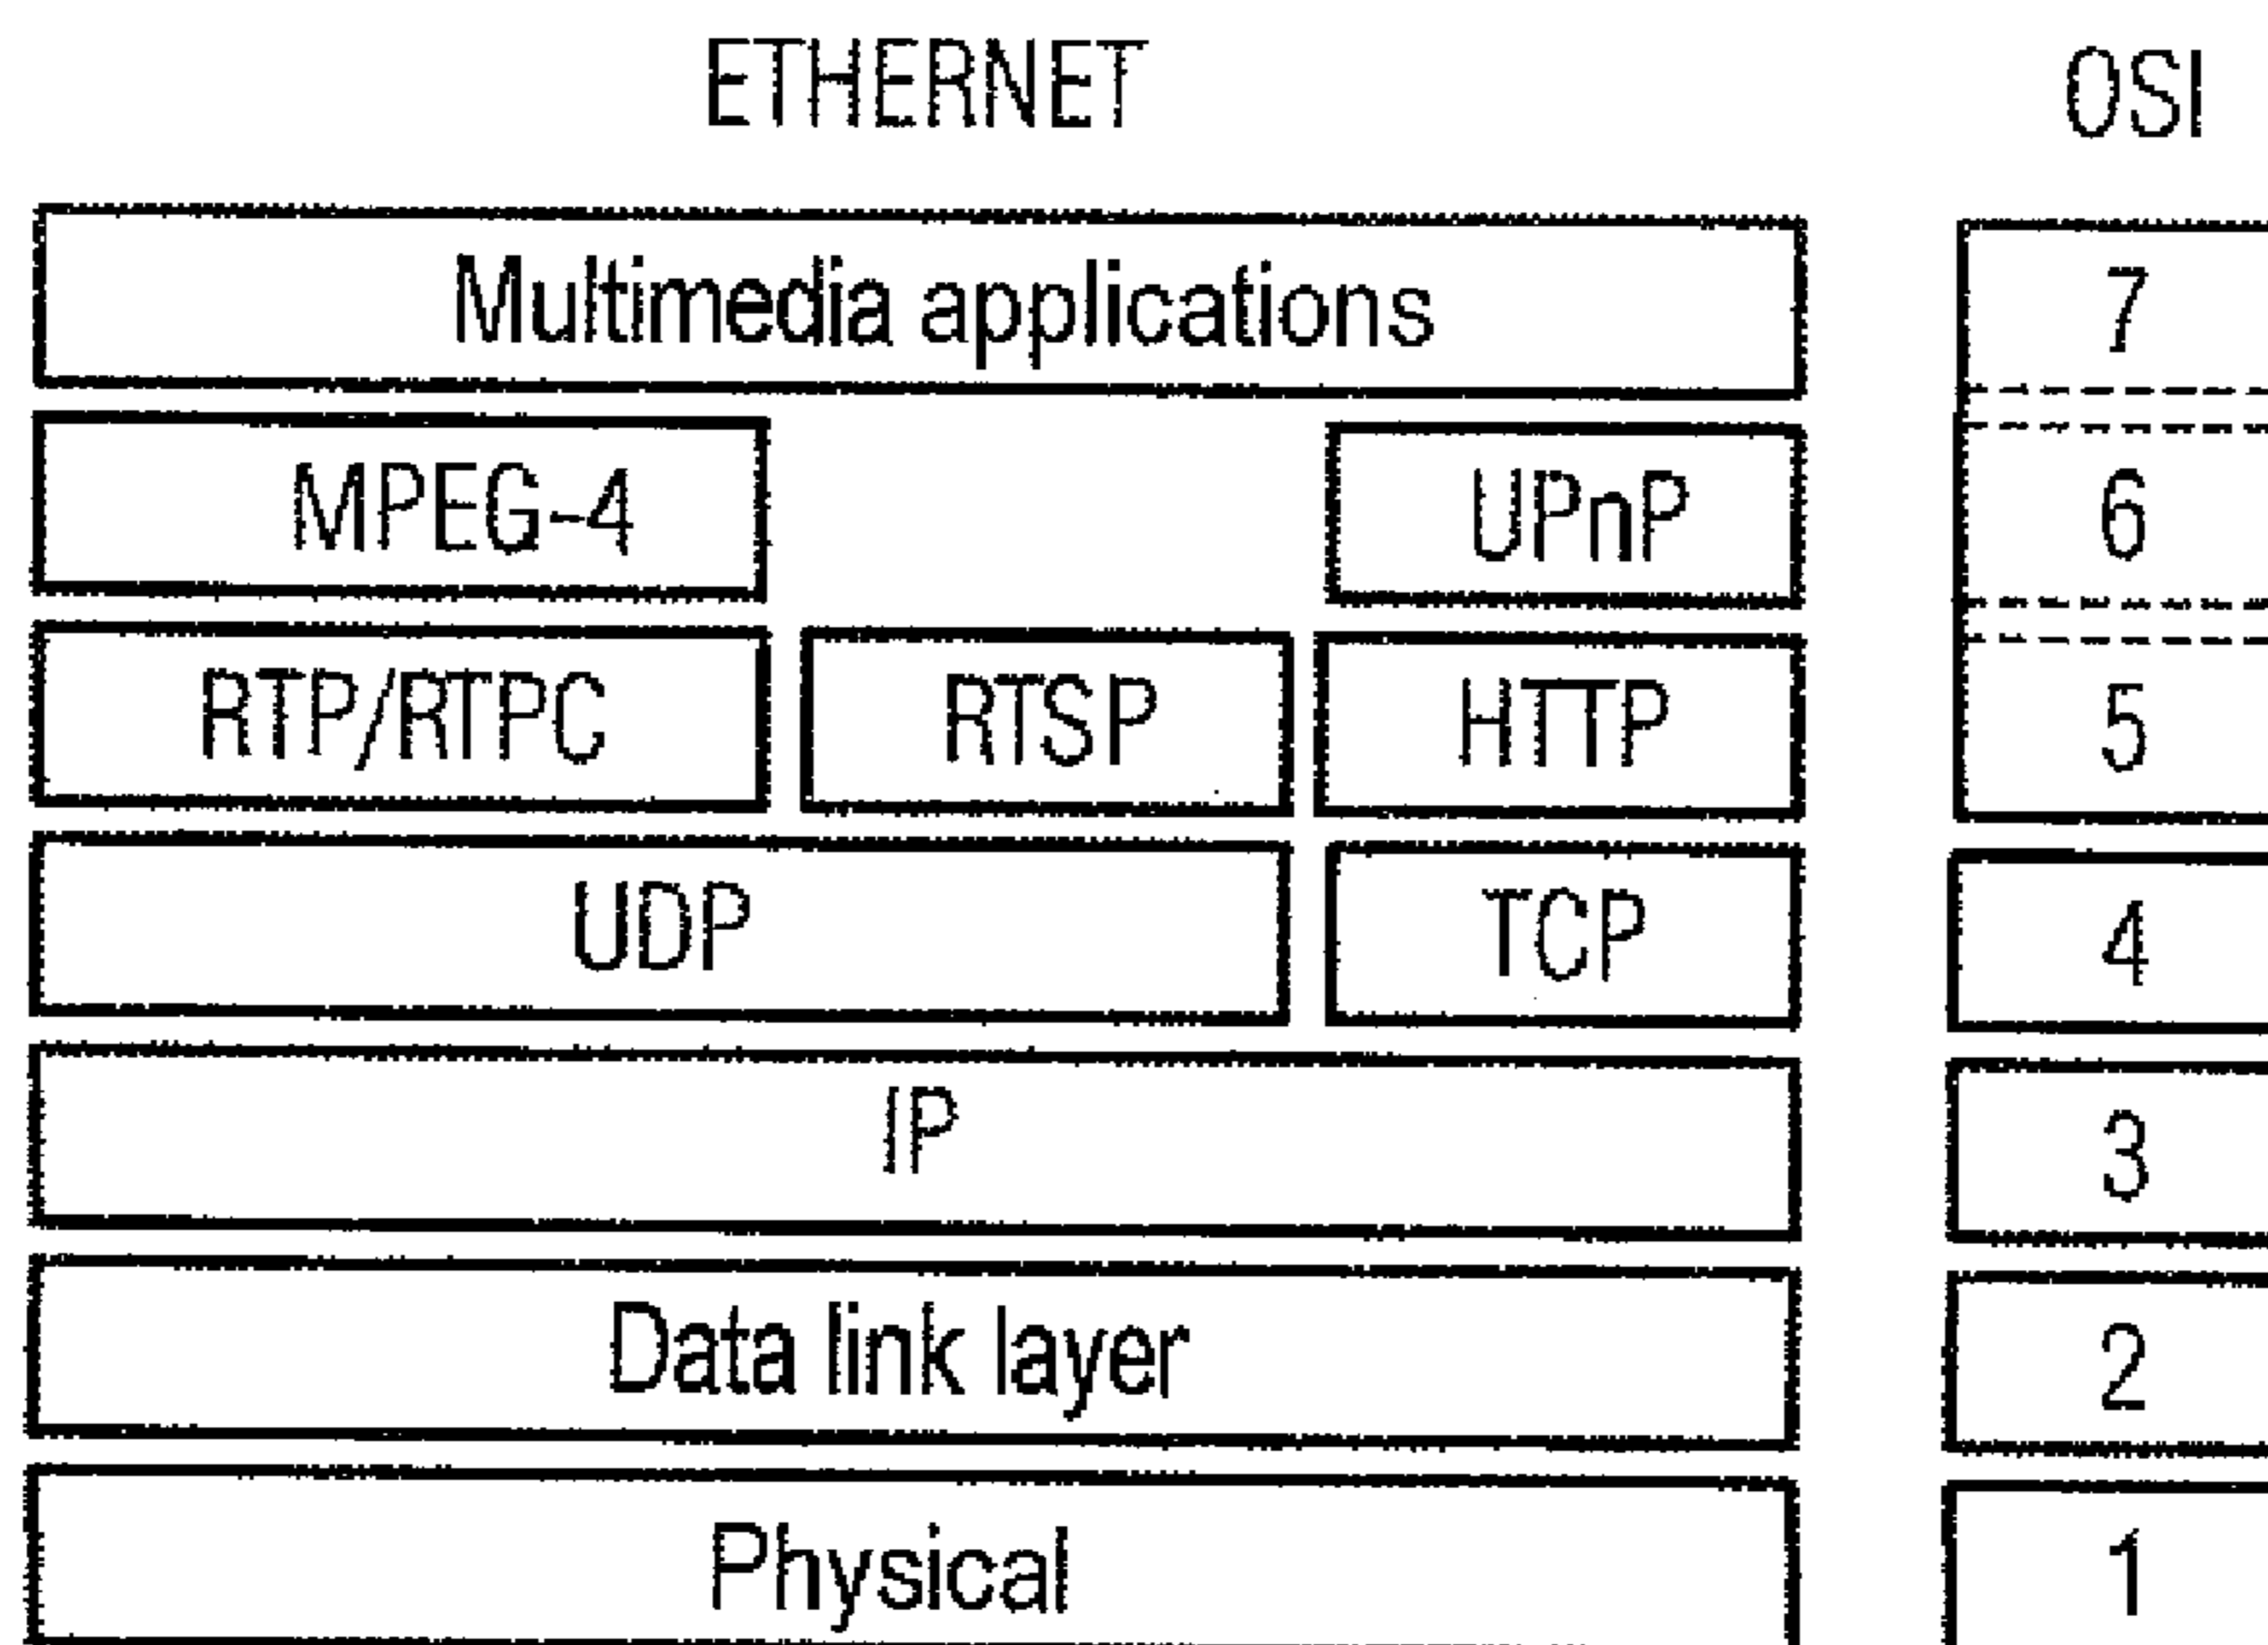 ETHERNET OSI
Multimedia applications 7
MPEG-4 UPnP 6
RTP/RTPC RTSP HTTP 5
UDP TCP 4
IP 3
Data link layer 2
Physical 1